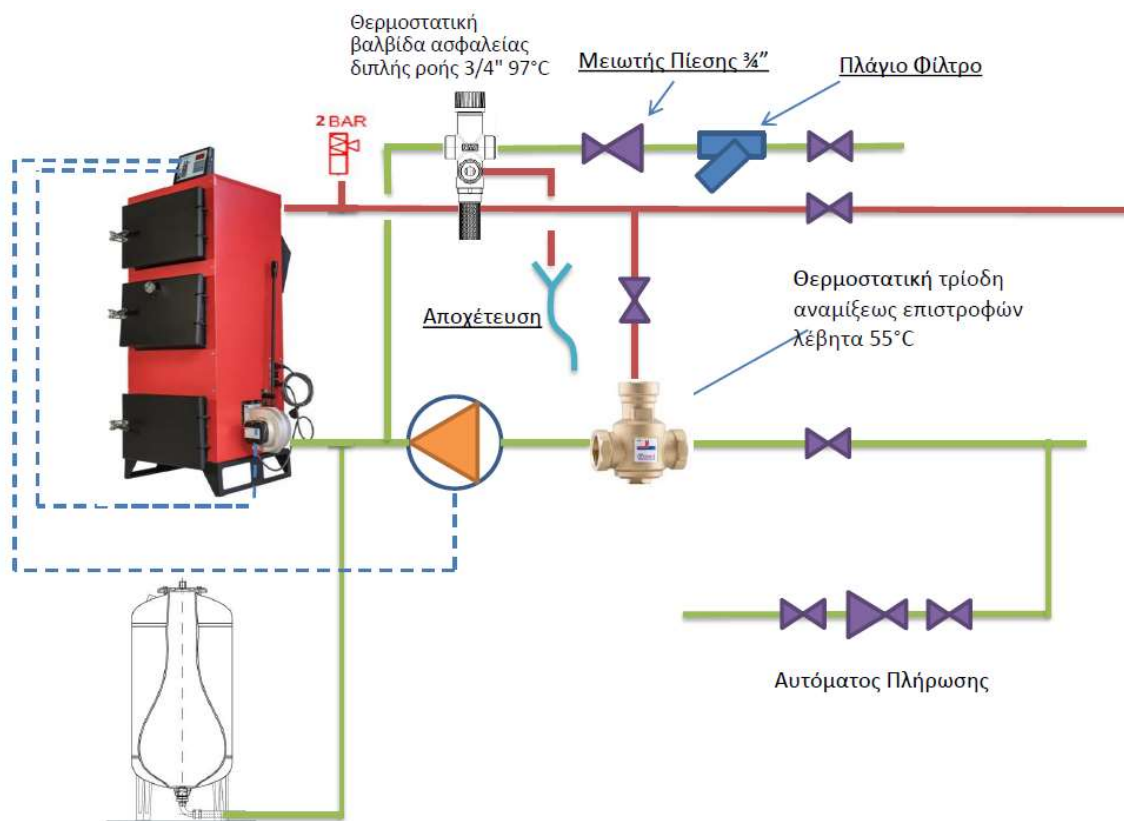 Θερμοστατική
βαλβίδα ασφαλείας
διπλής ροής 3/4" 97°C
Μειωτής Πίεσης ¾”
Πλάγιο Φίλτρο
2 BAR
Αποχέτευση
Θερμοστατική τρίοδη
αναμίξεως επιστροφών
λέβητα 55°C
Αυτόματος Πλήρωσης